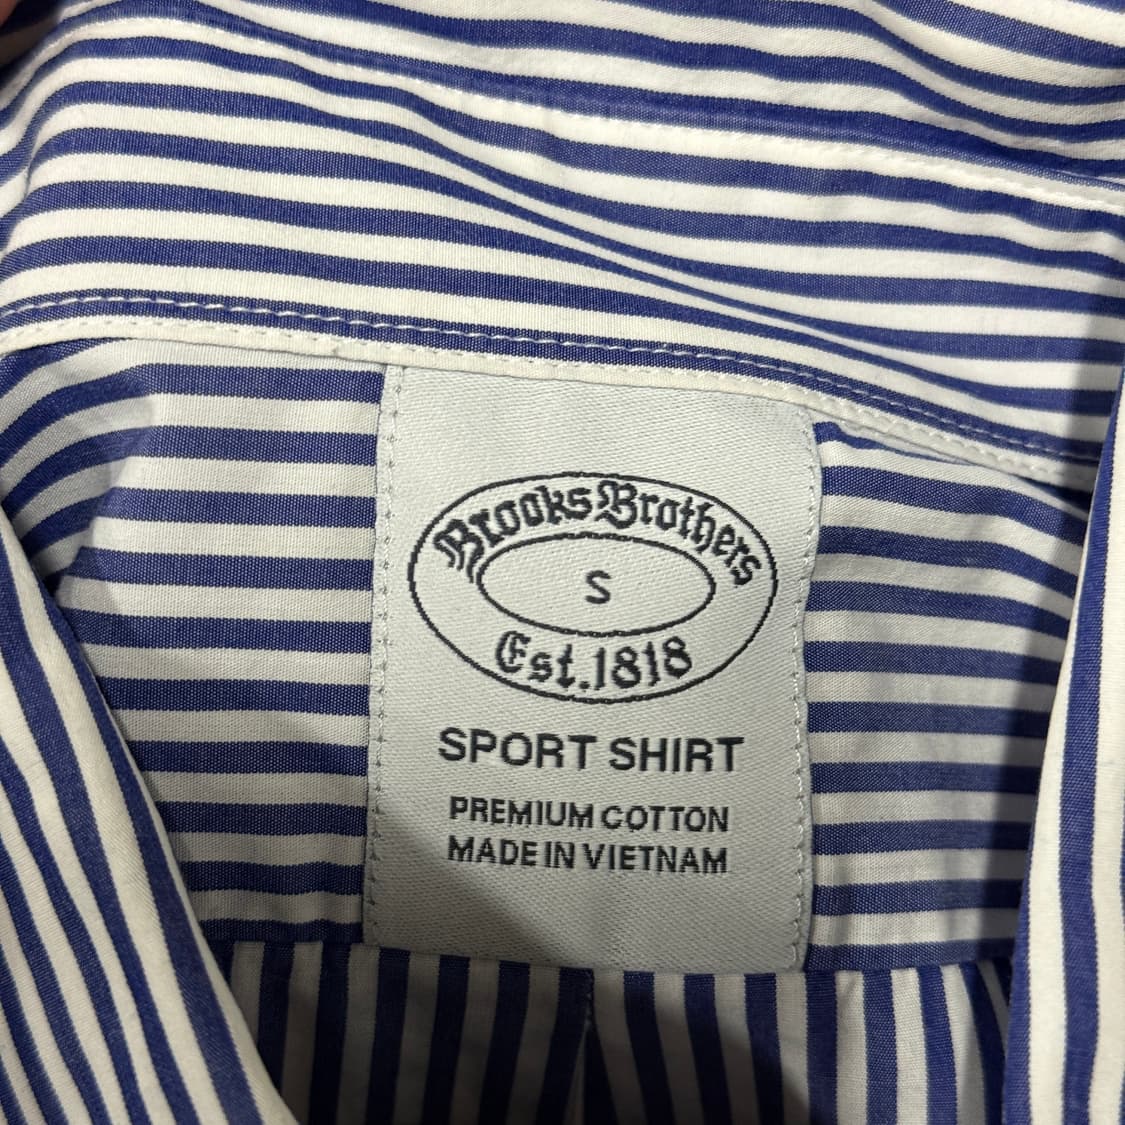 Brooks Brothers
S
Est. 1818
SPORT SHIRT
PREMIUM COTTON
MADE IN VIETNAM